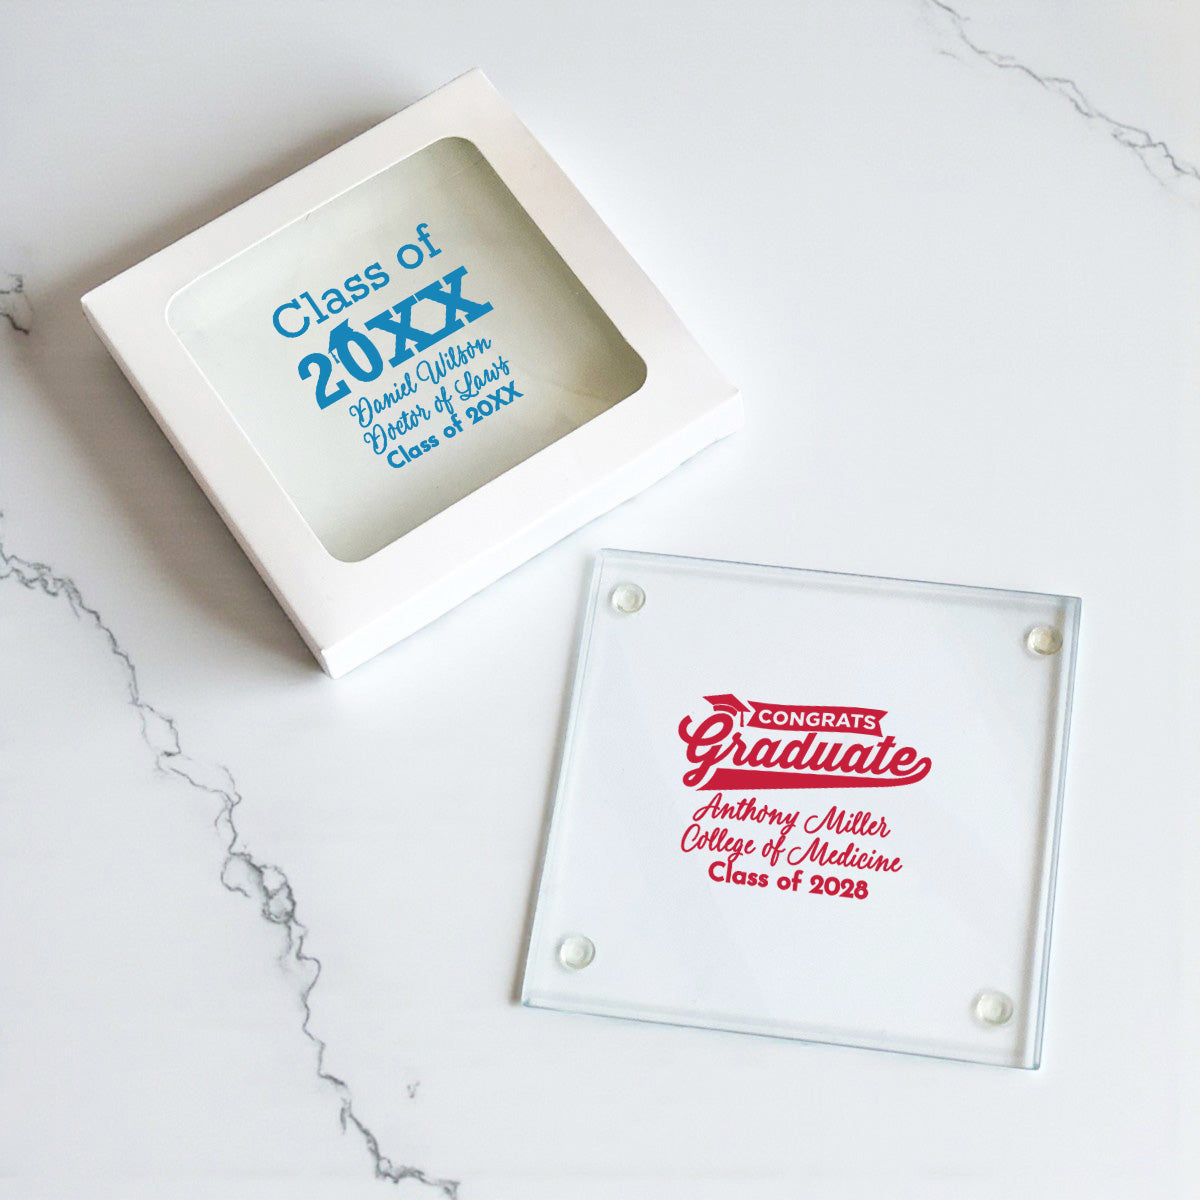 Class of
20XX
Daniel Wilson
Doctor of Laws
Class of 20XX
CONGRATS
Graduate
Anthony Miller
College of Medicine
Class of 2028